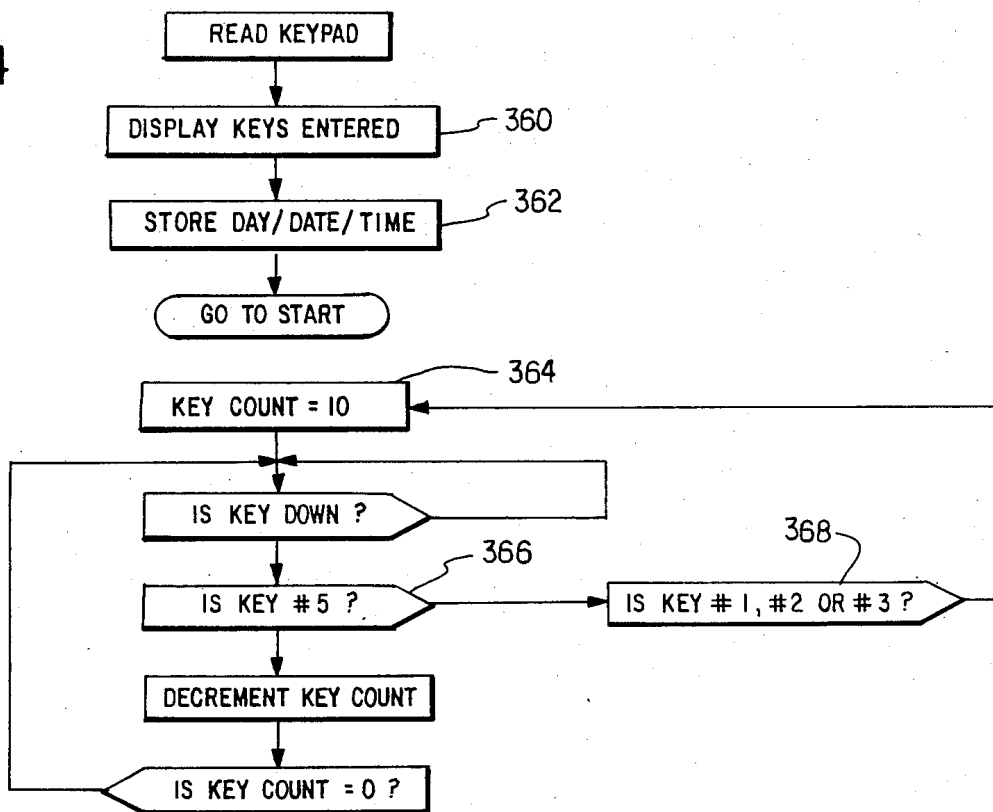 READ KEYPAD
DISPLAY KEYS ENTERED
360
STORE DAY/DATE/TIME
362
GO TO START
364
KEY COUNT = 10
IS KEY DOWN ?
366
368
IS KEY #5 ?
IS KEY # 1, #2 OR #3 ?
DECREMENT KEY COUNT
IS KEY COUNT = 0 ?